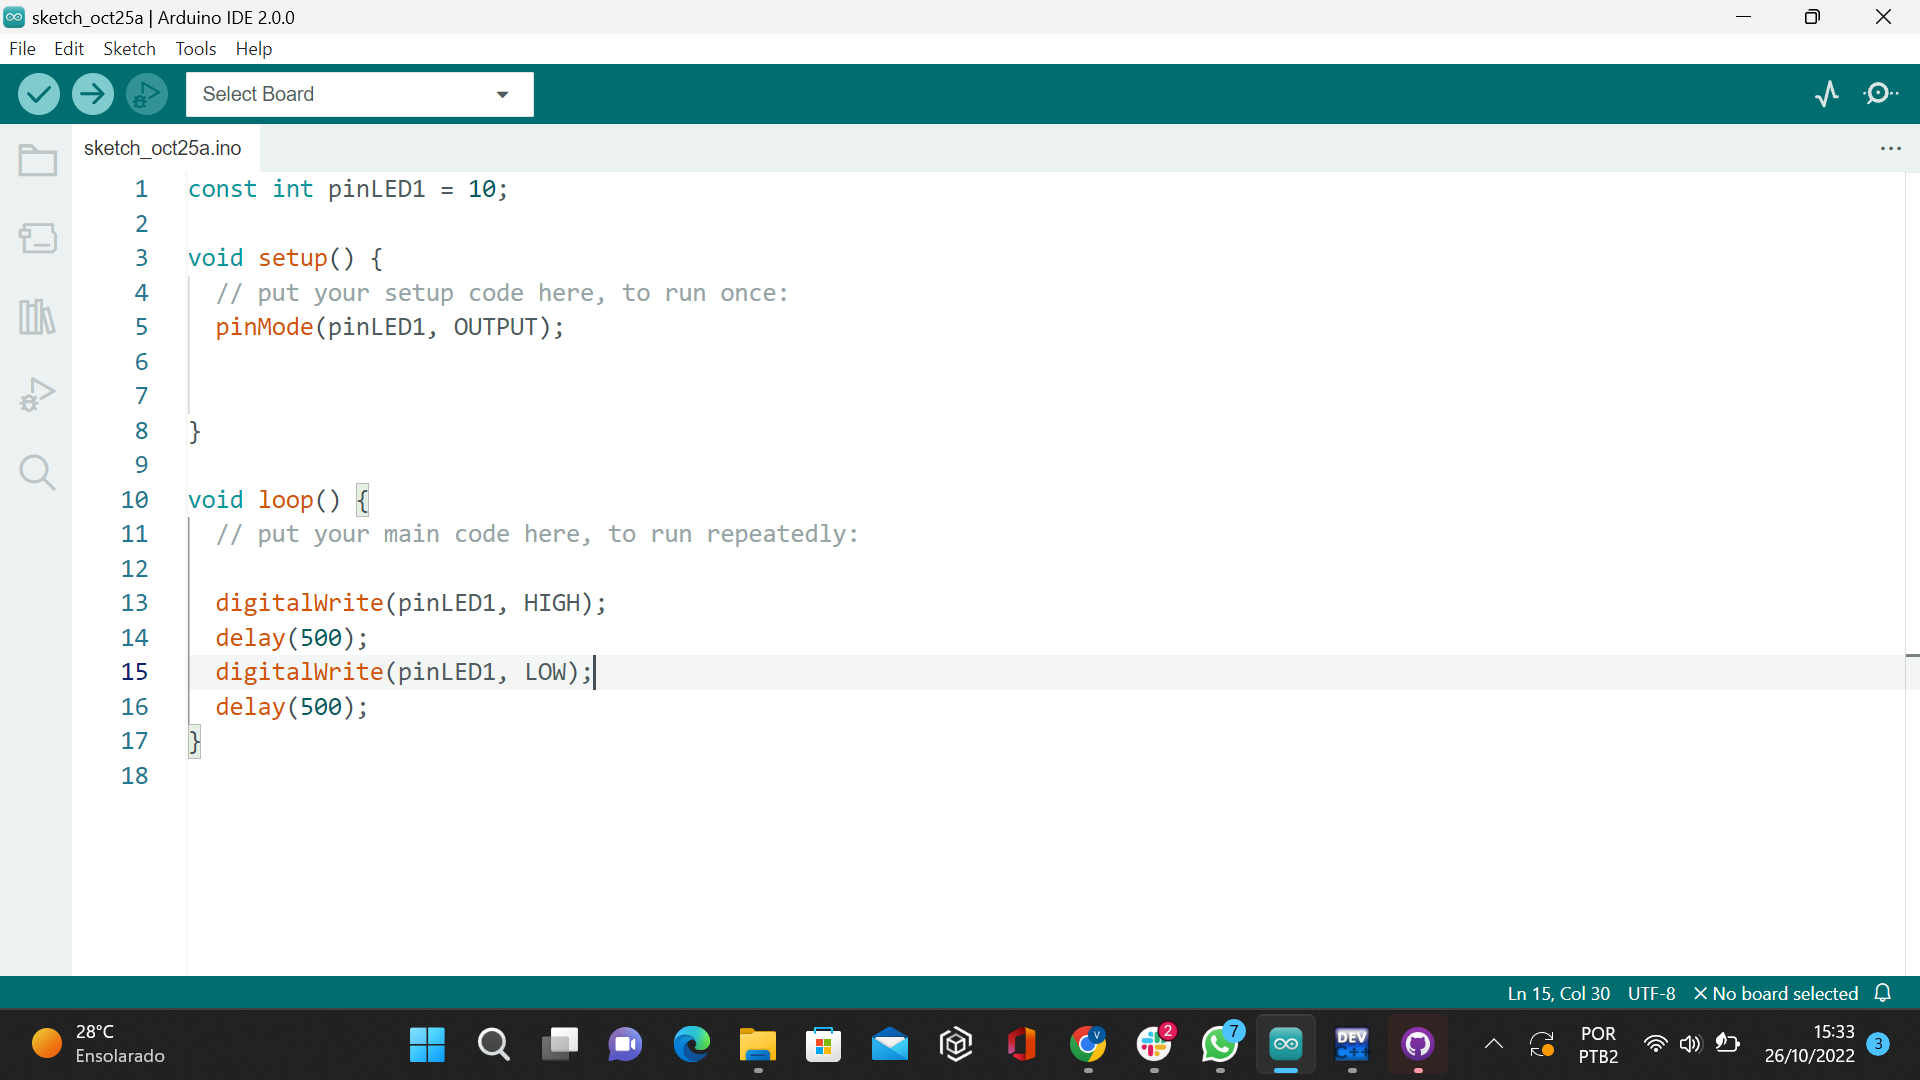 sketch_oct25a | Arduino IDE 2.0.0
File Edit Sketch Tools Help
Select Board
sketch_oct25a.ino
1 const int pinLED1 = 10;
2
3 void setup() {
4 // put your setup code here, to run once:
5 pinMode(pinLED1, OUTPUT);
6
7
8 }
9
10 void loop() {
11 // put your main code here, to run repeatedly:
12
13 digitalWrite(pinLED1, HIGH);
14 delay(500);
15 digitalWrite(pinLED1, LOW);
16 delay(500);
17 }
18
Ln 15, Col 30 UTF-8 X No board selected
28°C
Ensolarado
V
2
7
DEV
C++
POR
PTB2
15:33
26/10/2022
3